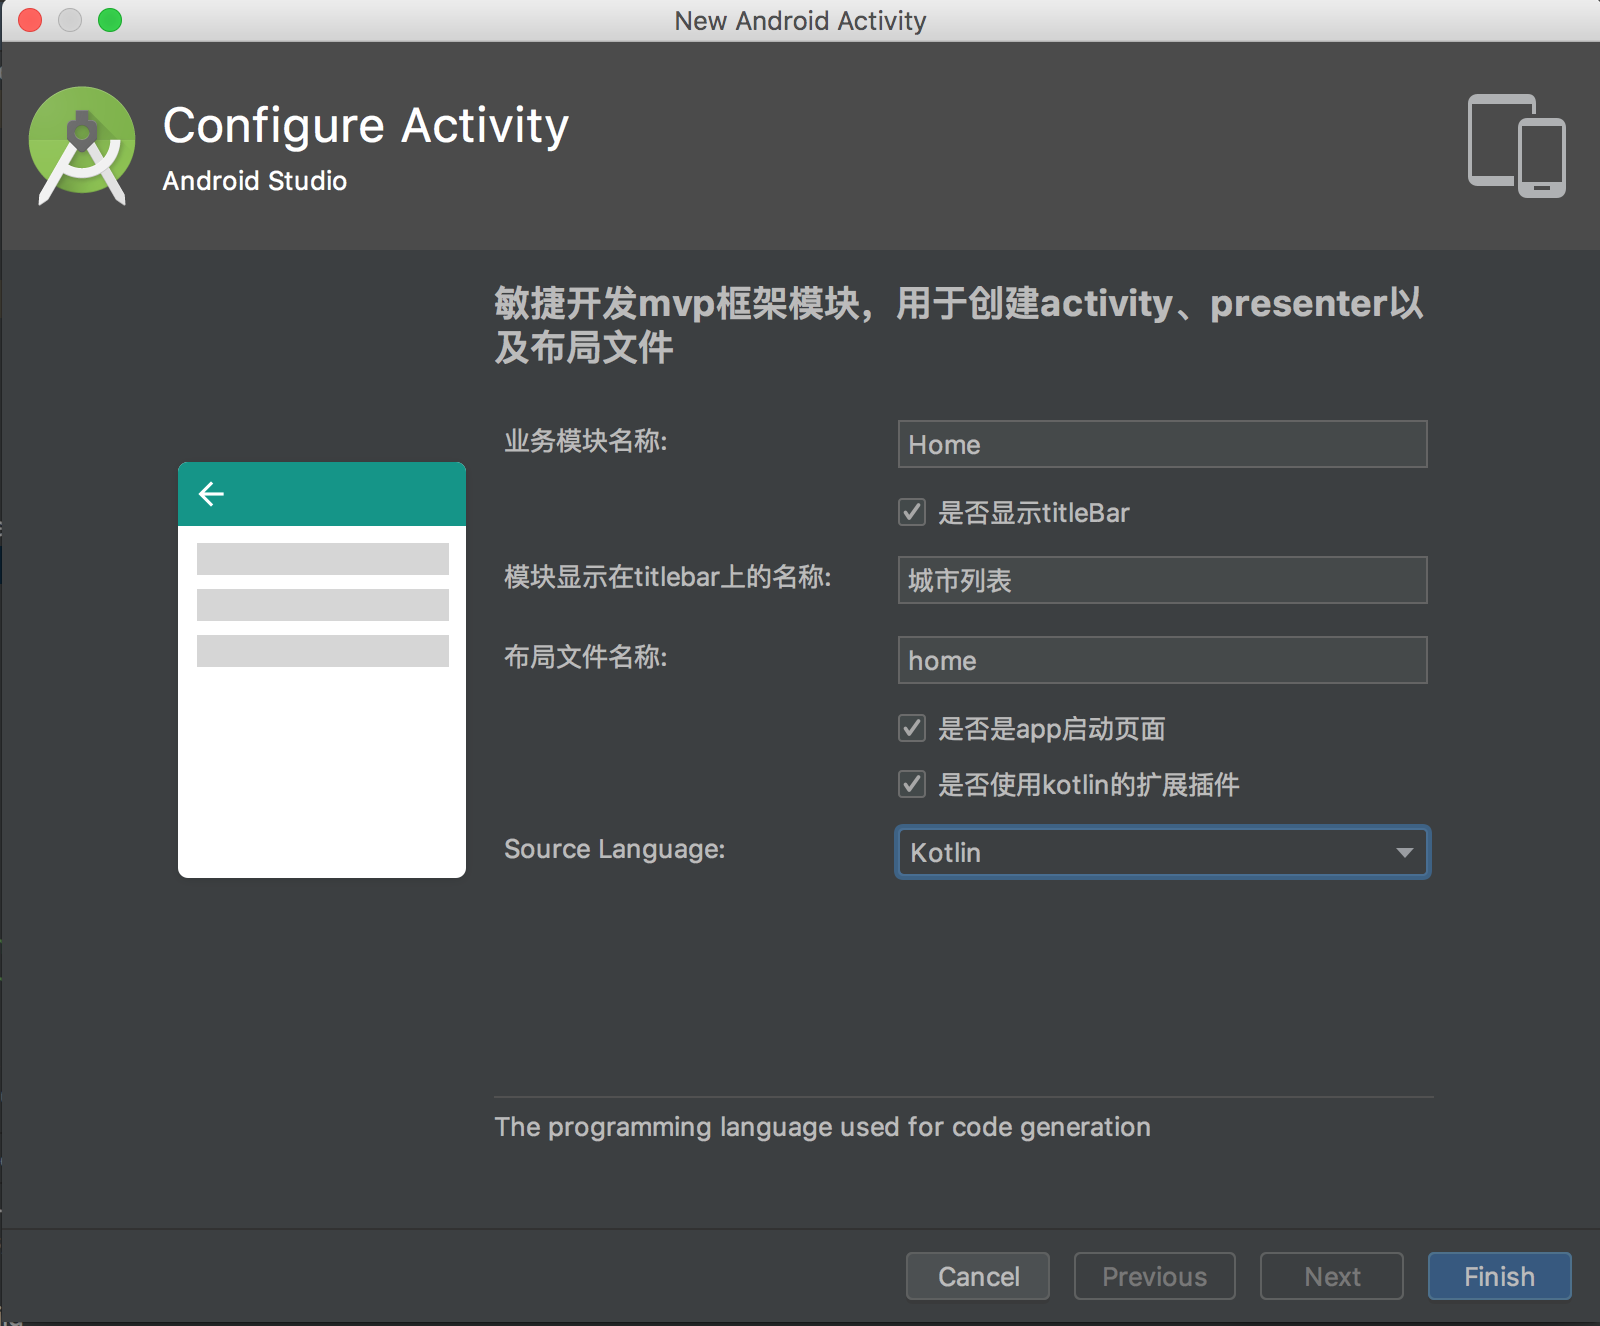 New Android Activity
Configure Activity
Android Studio
敏捷开发mvp框架模块，用于创建activity、presenter以
及布局文件
业务模块名称:
Home
是否显示titleBar
模块显示在titlebar上的名称:
城市列表
布局文件名称:
home
是否是app启动页面
是否使用kotlin的扩展插件
Source Language:
Kotlin
The programming language used for code generation
Cancel
Previous
Next
Finish